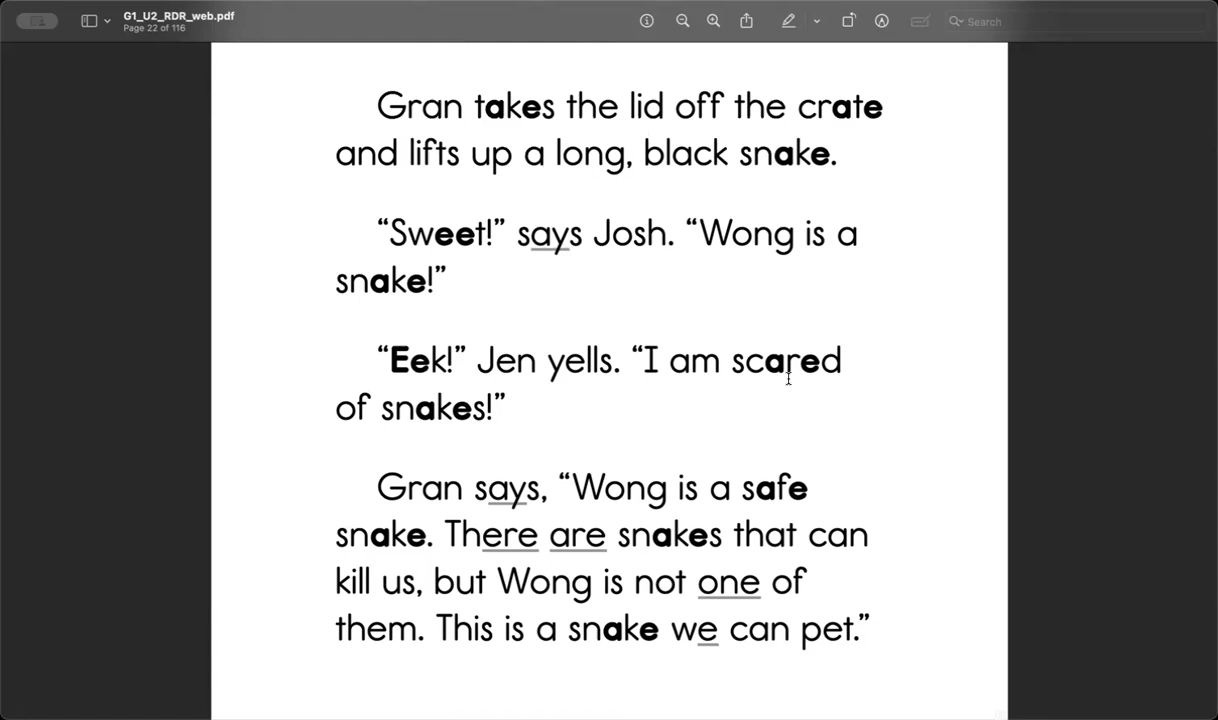 G1_U2_RDR_web.pdf
Page 22 of 116
Search
Gran takes the lid off the crate
and lifts up a long, black snake.
“Sweet!” says Josh. “Wong is a
snake!”
“Eek!” Jen yells. “I am scared
of snakes!”
Gran says, “Wong is a safe
snake. There are snakes that can
kill us, but Wong is not one of
them. This is a snake we can pet.”